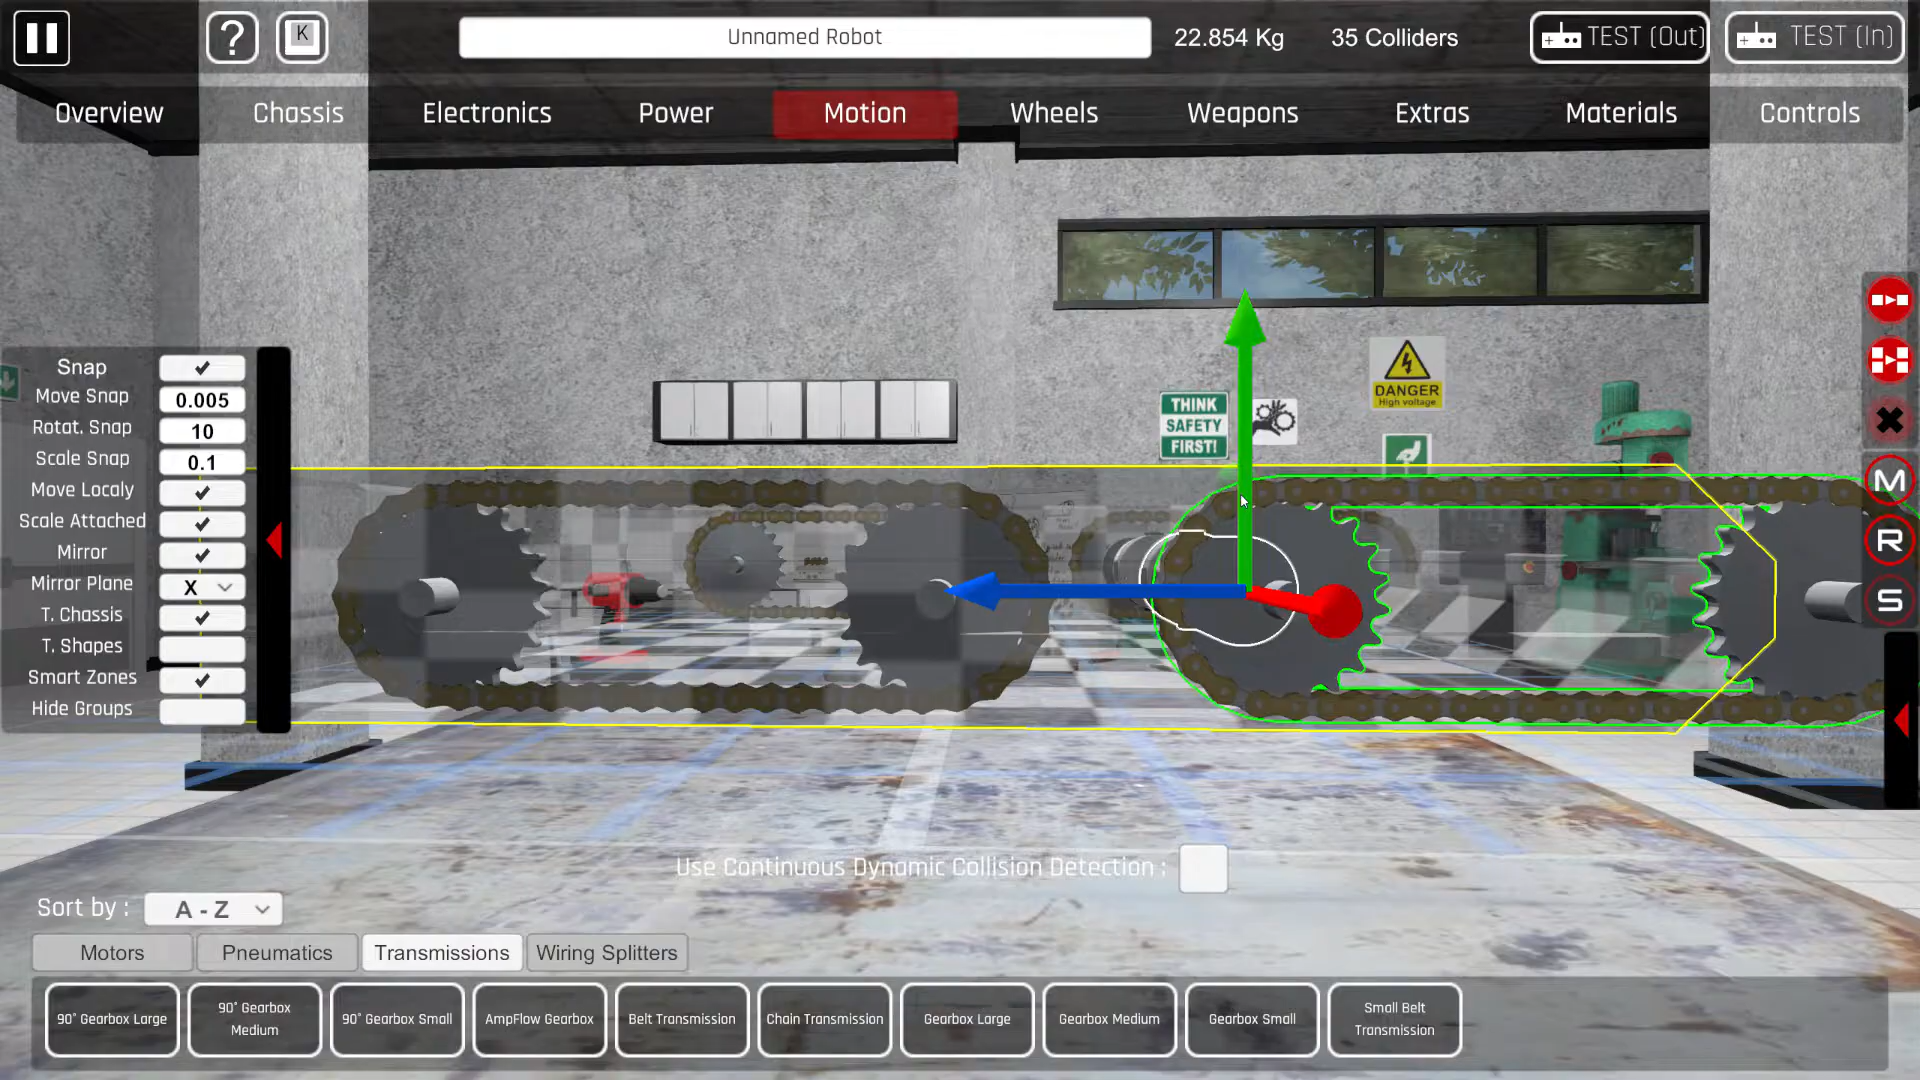 ?
K
Unnamed Robot
22.854 Kg
35 Colliders
TEST (Out)
TEST (In)
Overview
Chassis
Electronics
Power
Motion
Wheels
Weapons
Extras
Materials
Controls
Snap
Move Snap
0.005
Rotat. Snap
10
Scale Snap
0.1
Move Localy
Scale Attached
Mirror
Mirror Plane
X
T. Chassis
T. Shapes
Smart Zones
Hide Groups
THINK
SAFETY
FIRST!
DANGER
High voltage
M
R
S
Use Continuous Dynamic Collision Detection :
Sort by :
A - Z
Motors
Pneumatics
Transmissions
Wiring Splitters
90° Gearbox Large
90° Gearbox
Medium
90° Gearbox Small
AmpFlow Gearbox
Belt Transmission
Chain Transmission
Gearbox Large
Gearbox Medium
Gearbox Small
Small Belt
Transmission